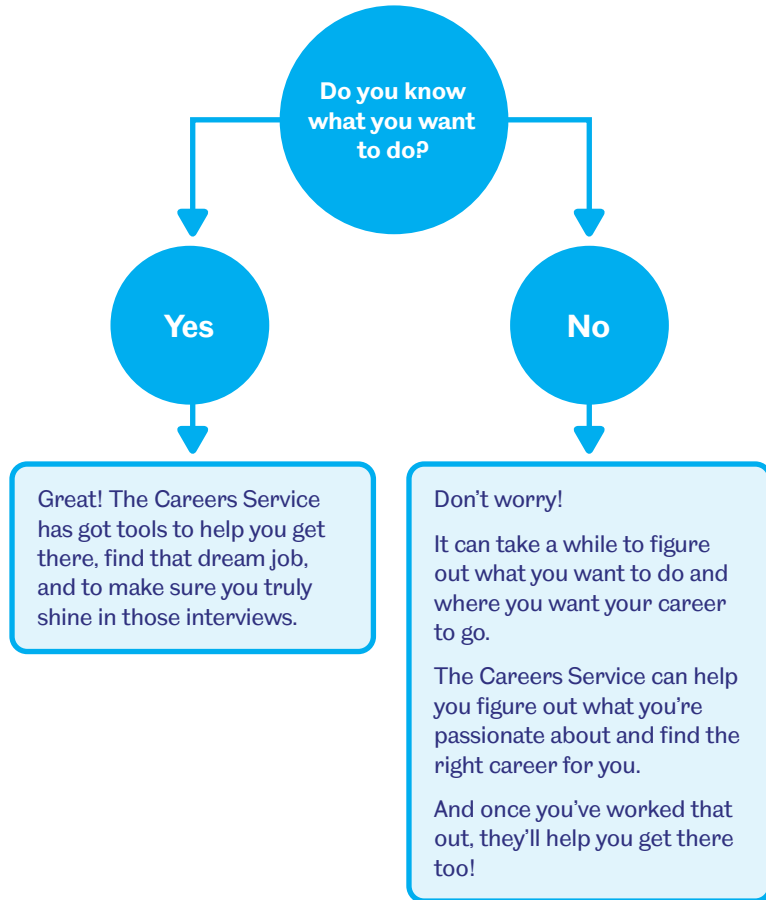 Do you know
what you want
to do?
Yes
No
Great! The Careers Service
has got tools to help you get
there, find that dream job,
and to make sure you truly
shine in those interviews.
Don't worry!
It can take a while to figure
out what you want to do and
where you want your career
to go.
The Careers Service can help
you figure out what you're
passionate about and find the
right career for you.
And once you've worked that
out, they'll help you get there
too!